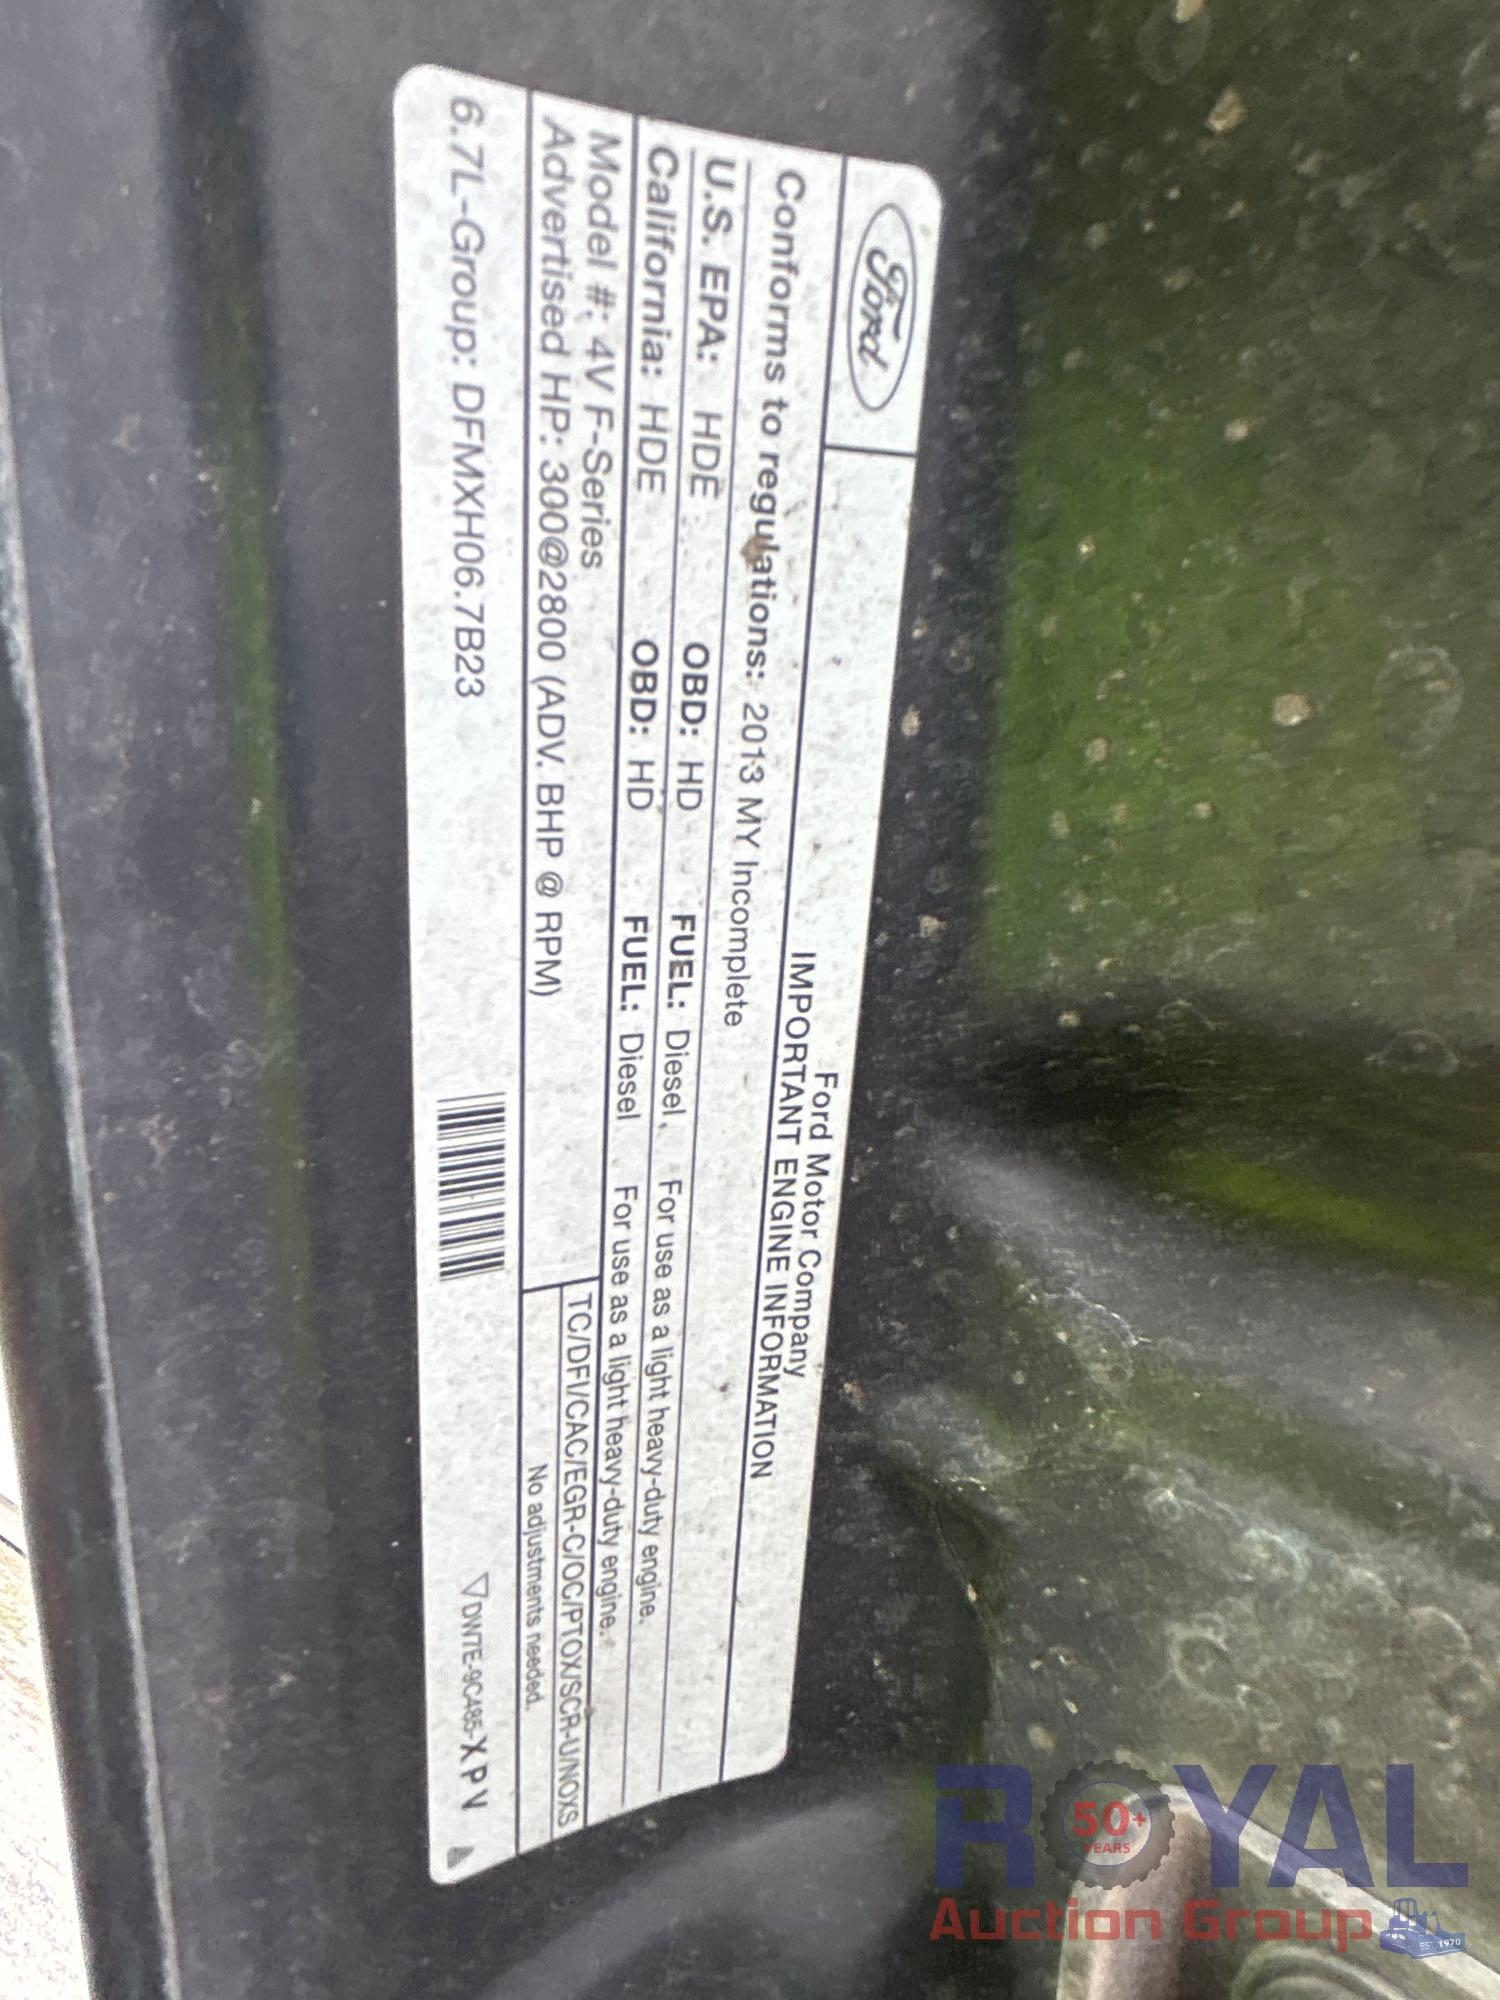 Ford
Ford Motor Company
IMPORTANT ENGINE INFORMATION
Conforms to regulations: 2013 MY Incomplete
U.S. EPA: HDE OBD: HD FUEL: Diesel For use as a light heavy-duty engine.
California: HDE OBD: HD FUEL: Diesel For use as a light heavy-duty engine.
Model #: 4V F-Series
TC/DFI/CAC/EGR-C/OC/PTOX/SCR-U/NOXS
Advertised HP: 300@2800 (ADV. BHP @ RPM)
No adjustments needed.
6.7L-Group: DFMXH06.7B23
DW7E-9C485-XPV
ROYAL
50+
YEARS
Auction Group
EST 1970